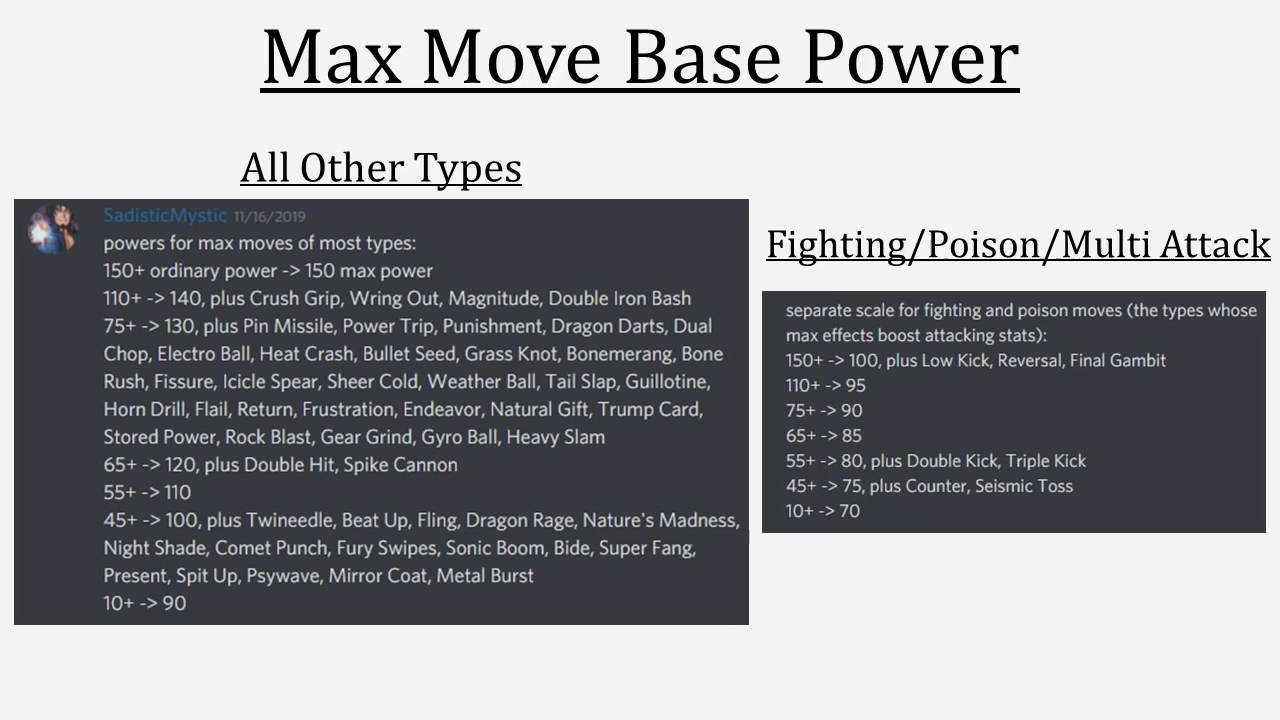 Max Move Base Power
All Other Types
SadisticMystic 11/16/2019
powers for max moves of most types:
150+ ordinary power -> 150 max power
110+ -> 140, plus Crush Grip, Wring Out, Magnitude, Double Iron Bash
75+ -> 130, plus Pin Missile, Power Trip, Punishment, Dragon Darts, Dual
Chop, Electro Ball, Heat Crash, Bullet Seed, Grass Knot, Bonemerang, Bone
Rush, Fissure, Icicle Spear, Sheer Cold, Weather Ball, Tail Slap, Guillotine,
Horn Drill, Flail, Return, Frustration, Endeavor, Natural Gift, Trump Card,
Stored Power, Rock Blast, Gear Grind, Gyro Ball, Heavy Slam
65+ -> 120, plus Double Hit, Spike Cannon
55+ -> 110
45+ -> 100, plus Twineedle, Beat Up, Fling, Dragon Rage, Nature's Madness,
Night Shade, Comet Punch, Fury Swipes, Sonic Boom, Bide, Super Fang,
Present, Spit Up, Psywave, Mirror Coat, Metal Burst
10+ -> 90
Fighting/Poison/Multi Attack
separate scale for fighting and poison moves (the types whose
max effects boost attacking stats):
150+ -> 100, plus Low Kick, Reversal, Final Gambit
110+ -> 95
75+ -> 90
65+ -> 85
55+ -> 80, plus Double Kick, Triple Kick
45+ -> 75, plus Counter, Seismic Toss
10+ -> 70